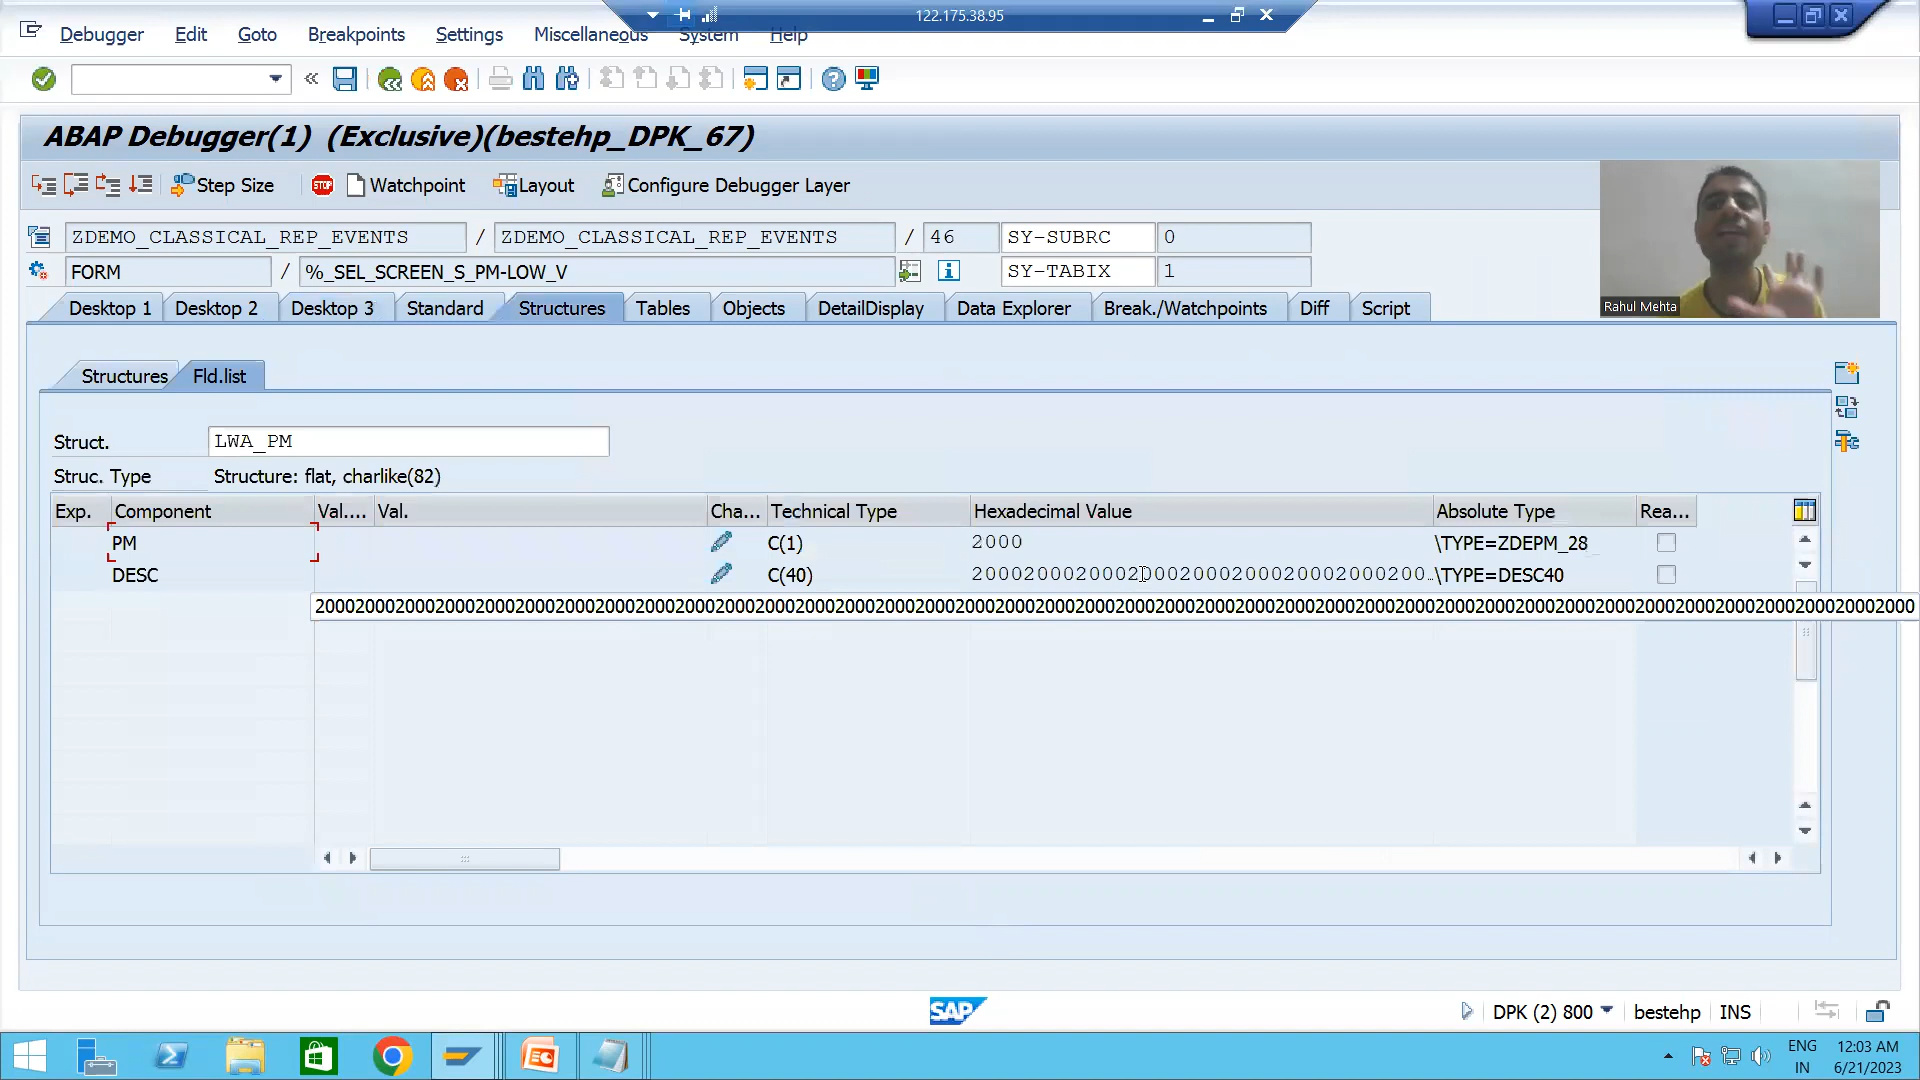 122.175.38.95
Debugger Edit Goto Breakpoints Settings Miscellaneous System Help
ABAP Debugger(1) (Exclusive)(bestehp_DPK_67)
Step Size STOP Watchpoint Layout Configure Debugger Layer
ZDEMO_CLASSICAL_REP_EVENTS / ZDEMO_CLASSICAL_REP_EVENTS / 46 SY-SUBRC 0
FORM / %_SEL_SCREEN_S_PM-LOW_V SY-TABIX 1
Rahul Mehta
Desktop 1 Desktop 2 Desktop 3 Standard Structures Tables Objects DetailDisplay Data Explorer Break./Watchpoints Diff Script
Structures Fld.list
Struct. LWA_PM
Struc. Type Structure: flat, charlike(82)
Exp. Component Val.... Val. Cha... Technical Type Hexadecimal Value Absolute Type Rea...
PM C(1) 2000 \TYPE=ZDEPM_28
DESC C(40) 20002000200020002000200020002000200... \TYPE=DESC40
2000200020002000200020002000200020002000200020002000200020002000200020002000200020002000200020002000200020002000200020002000200020002000200020002000200020002000
SAP
DPK (2) 800 bestehp INS
ENG 12:03 AM
IN 6/21/2023